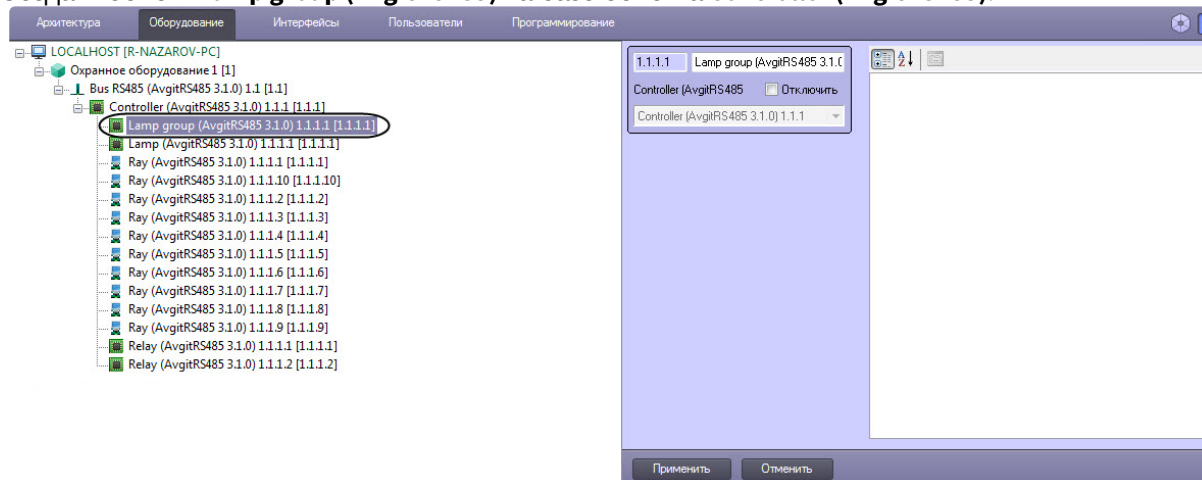 Архитектура Оборудование Интерфейсы Пользователи Программирование
LOCALHOST [R-NAZAROV-PC]
Охранное оборудование 1 [1]
Bus RS485 (AvgitRS485 3.1.0) 1.1 [1.1]
Controller (AvgitRS485 3.1.0) 1.1.1 [1.1.1]
Lamp group (AvgitRS485 3.1.0) 1.1.1.1 [1.1.1.1]
Lamp (AvgitRS485 3.1.0) 1.1.1.1 [1.1.1.1]
Ray (AvgitRS485 3.1.0) 1.1.1.1 [1.1.1.1]
Ray (AvgitRS485 3.1.0) 1.1.1.10 [1.1.1.10]
Ray (AvgitRS485 3.1.0) 1.1.1.2 [1.1.1.2]
Ray (AvgitRS485 3.1.0) 1.1.1.3 [1.1.1.3]
Ray (AvgitRS485 3.1.0) 1.1.1.4 [1.1.1.4]
Ray (AvgitRS485 3.1.0) 1.1.1.5 [1.1.1.5]
Ray (AvgitRS485 3.1.0) 1.1.1.6 [1.1.1.6]
Ray (AvgitRS485 3.1.0) 1.1.1.7 [1.1.1.7]
Ray (AvgitRS485 3.1.0) 1.1.1.8 [1.1.1.8]
Ray (AvgitRS485 3.1.0) 1.1.1.9 [1.1.1.9]
Relay (AvgitRS485 3.1.0) 1.1.1.1 [1.1.1.1]
Relay (AvgitRS485 3.1.0) 1.1.1.2 [1.1.1.2]
1.1.1.1 Lamp group (AvgitRS485 3.1.0
Controller (AvgitRS485 Отключить
Controller (AvgitRS485 3.1.0) 1.1.1
Применить Отменить